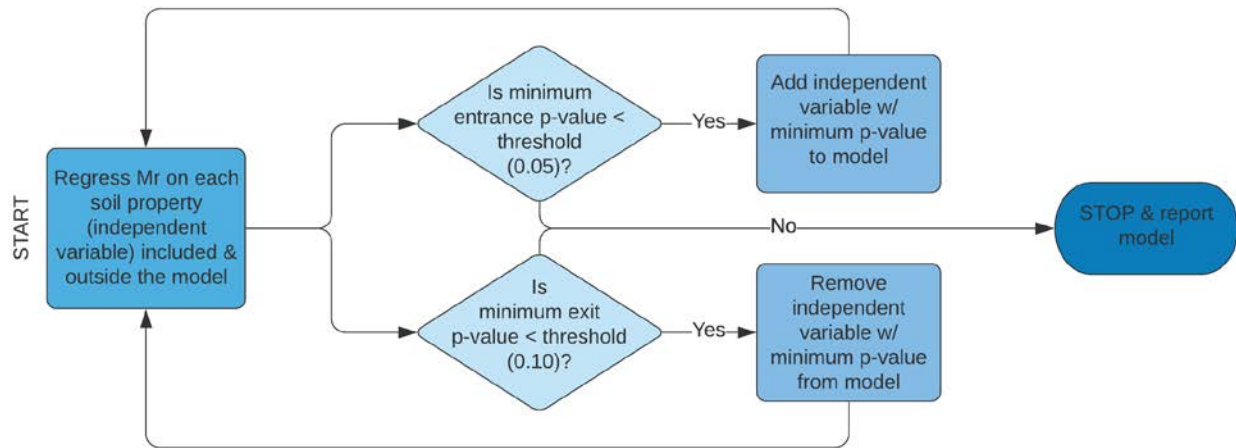 START
Regress Mr on each
soil property
(independent
variable) included &
outside the model
Is minimum
entrance p-value <
threshold
(0.05)?
Yes
Add independent
variable w/
minimum p-value
to model
No
STOP & report
model
Is
minimum exit
p-value < threshold
(0.10)?
Yes
Remove
independent
variable w/
minimum p-value
from model